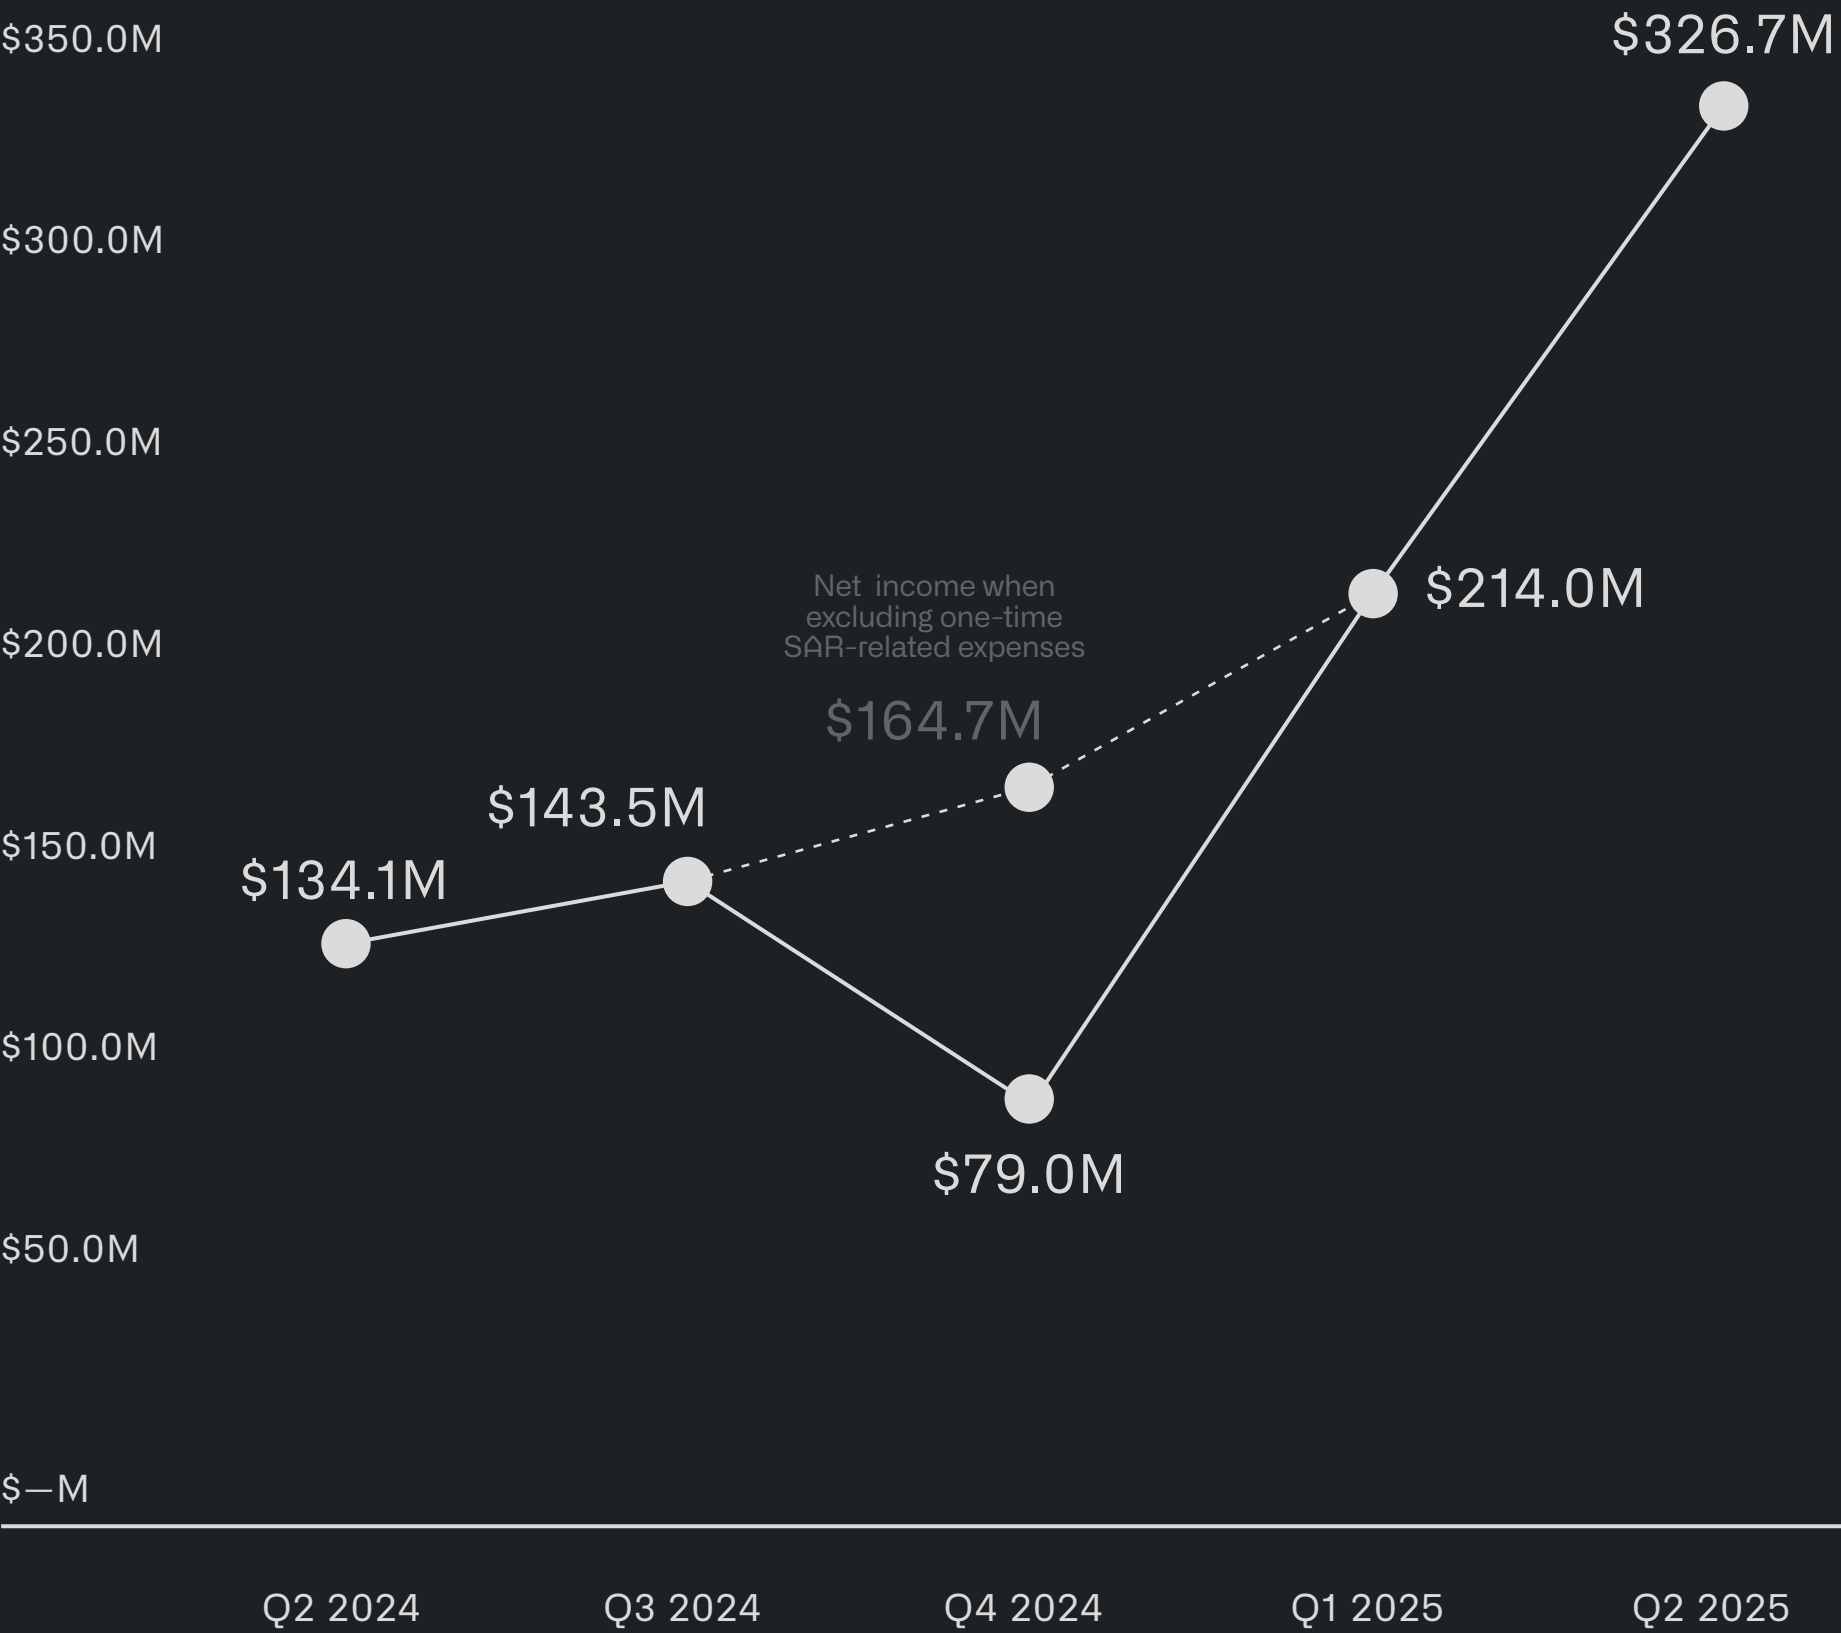 $350.0M
$326.7M
$300.0M
$250.0M
Net income when
excluding one-time
SAR-related expenses
$214.0M
$200.0M
$164.7M
$143.5M
$150.0M
$134.1M
$100.0M
$79.0M
$50.0M
$—M
Q2 2024
Q3 2024
Q4 2024
Q1 2025
Q2 2025